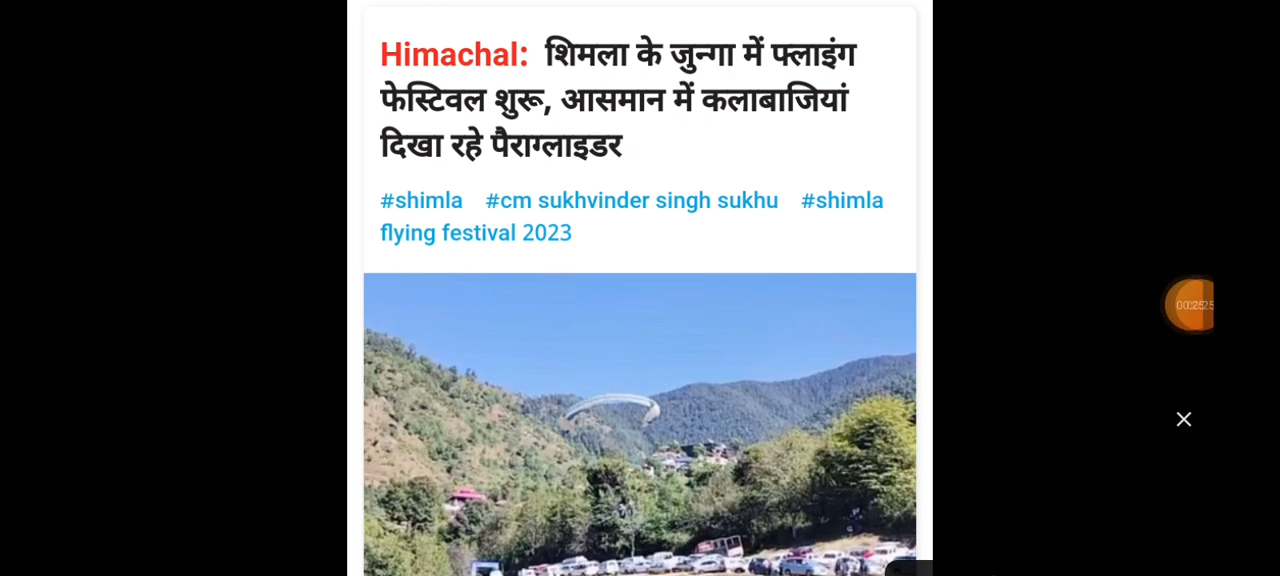 Himachal: शिमला के जुन्गा में फ्लाइंग
फेस्टिवल शुरू, आसमान में कलाबाजियां
दिखा रहे पैराग्लाइडर
#shimla #cm sukhvinder singh sukhu #shimla
flying festival 2023